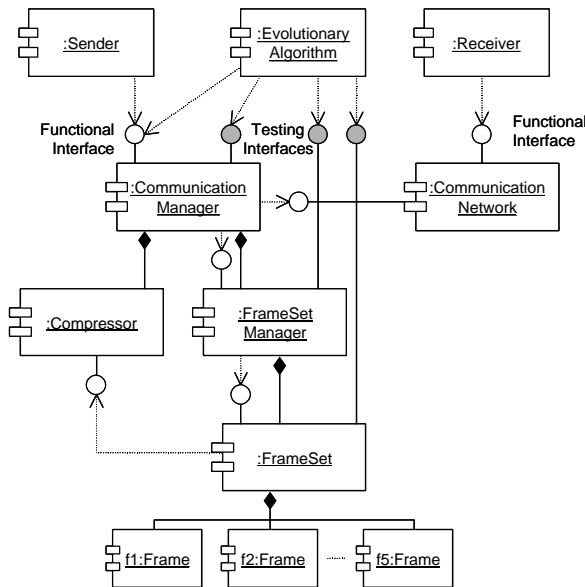 :Sender
:Evolutionary
Algorithm
:Receiver
Functional
Interface
Testing
Interfaces
Functional
Interface
:Communication
Manager
:Communication
Network
:Compressor
:FrameSet
Manager
:FrameSet
f1:Frame
f2:Frame
f5:Frame